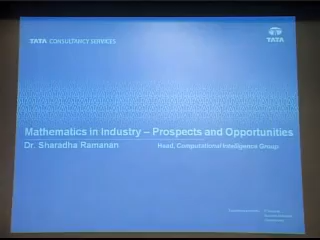 TATA CONSULTANCY SERVICES
TATA
Mathematics in Industry – Prospects and Opportunities
Dr. Sharadha Ramanan Head, Computational Intelligence Group